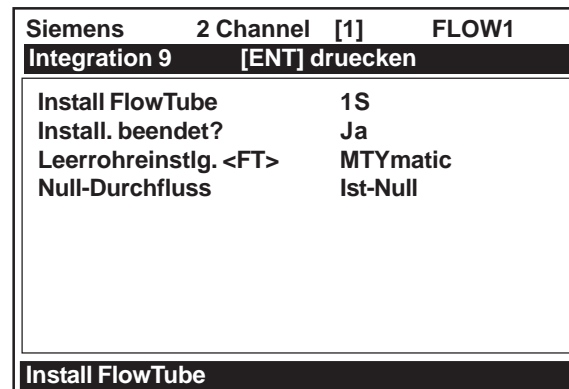 Siemens 2 Channel [1] FLOW1
Integration 9 [ENT] druecken
Install FlowTube 1S
Install. beendet? Ja
Leerrohreinstlg. <FT> MTYmatic
Null-Durchfluss Ist-Null
Install FlowTube